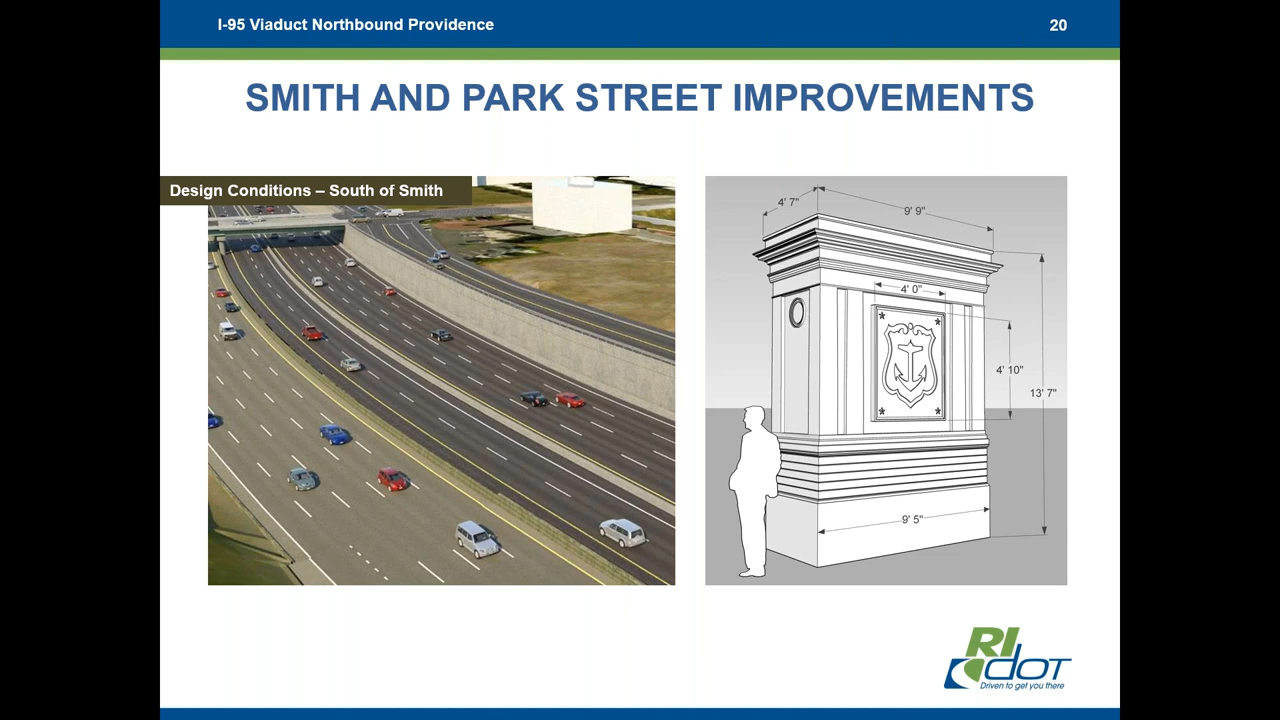 I-95 Viaduct Northbound Providence
20
SMITH AND PARK STREET IMPROVEMENTS
Design Conditions – South of Smith
4' 7"
9' 9"
4' 0"
4' 10"
13' 7"
9' 5"
RI
DOT
Driven to get you there